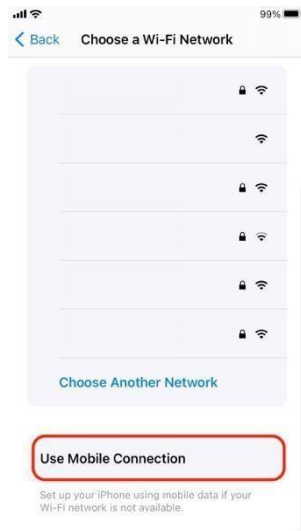 99%
Back Choose a Wi-Fi Network
Choose Another Network
Use Mobile Connection
Set up your iPhone using mobile data if your
Wi-Fi network is not available.